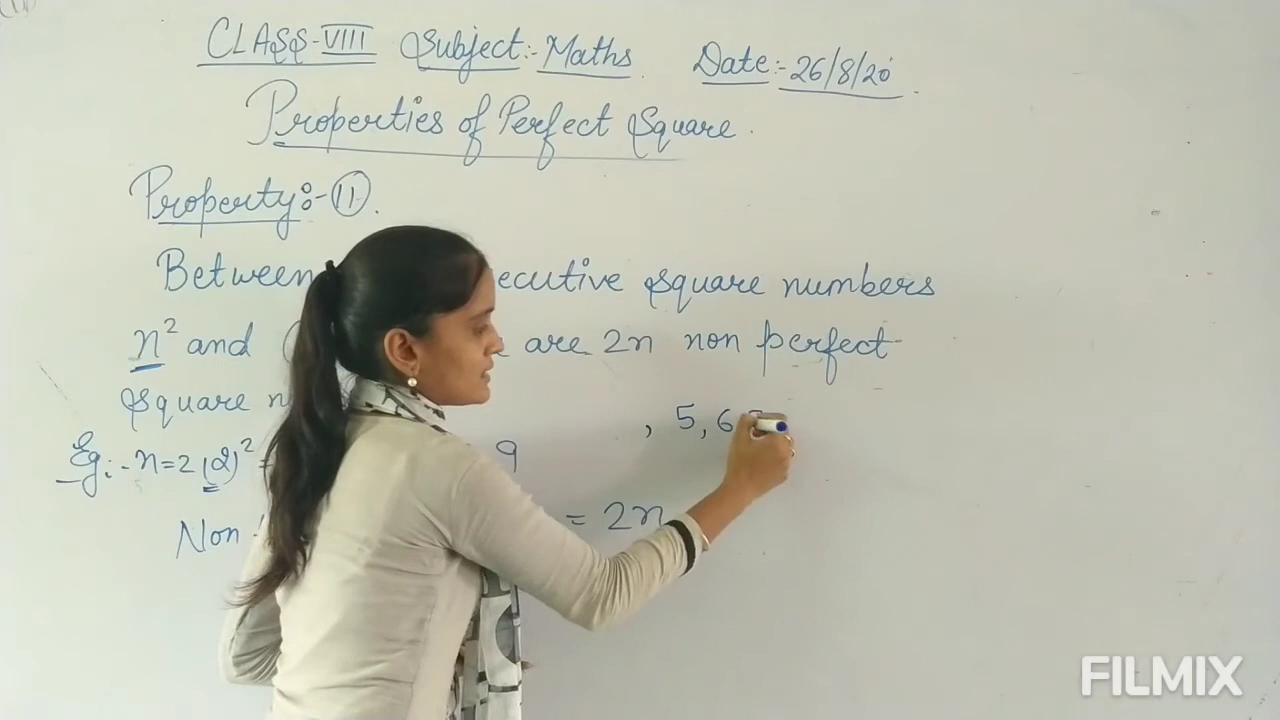 CLASS-VIII Subject:- Maths Date:- 26/8/20
Properties of Perfect Square.
Property:- 11.
Between ecutive square numbers
n² and are 2n non perfect
square n
, 5, 6
Eg:- n=2 (2)² = 9
Non = 2n
FILMIX